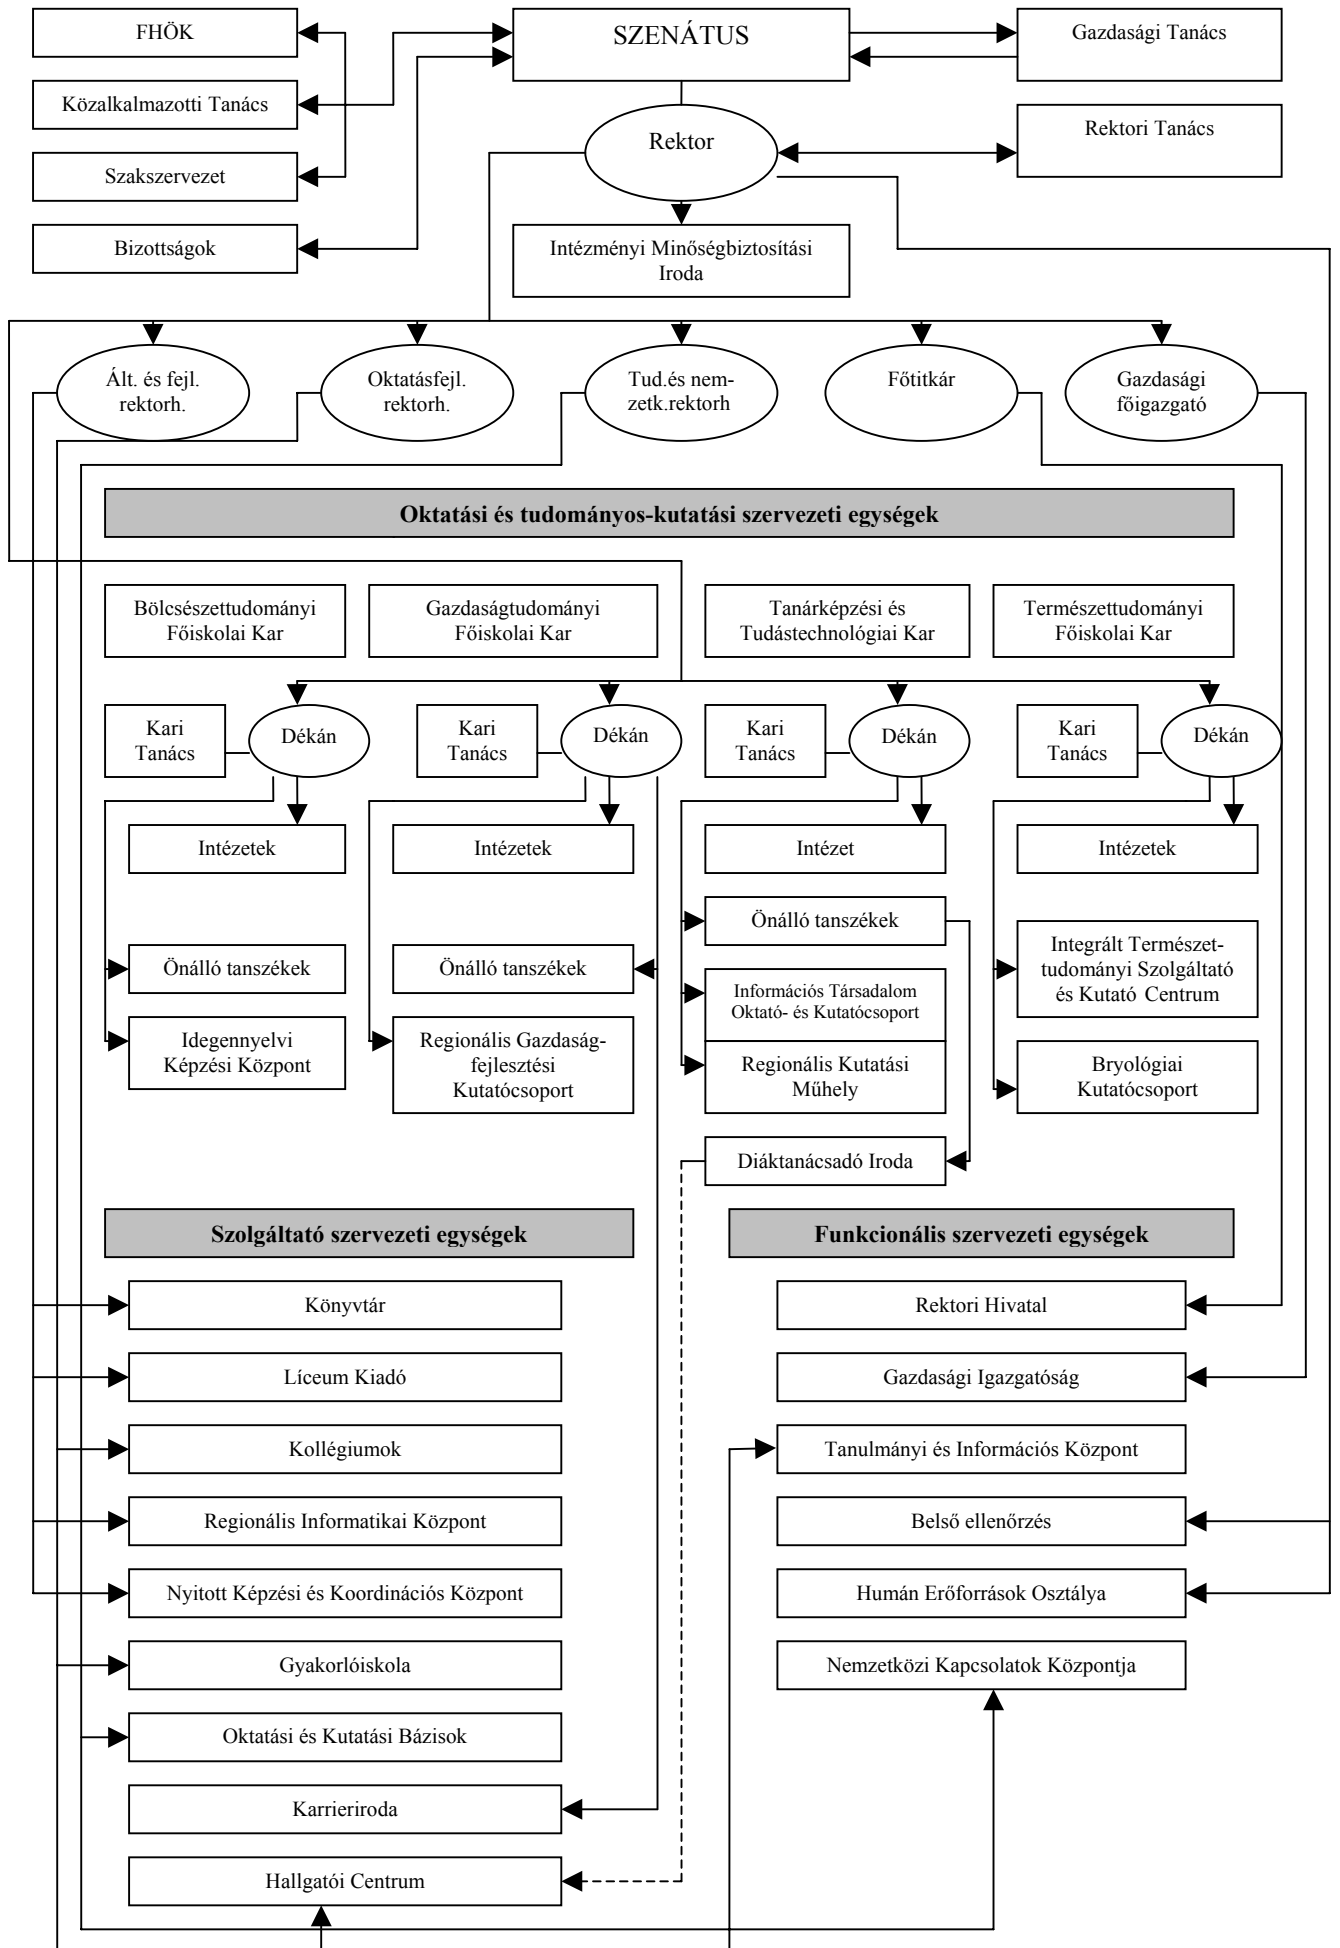 FHÖK
SZENÁTUS
Gazdasági Tanács
Közalkalmazotti Tanács
Rektor
Rektori Tanács
Szakszervezet
Bizottságok
Intézményi Minőségbiztosítási
Iroda
Ált. és fejl.
rektorh.
Oktatásfejl.
rektorh.
Tud.és nem-
zetk.rektorh
Főtitkár
Gazdasági
főigazgató
Oktatási és tudományos-kutatási szervezeti egységek
Bölcsészettudományi
Főiskolai Kar
Gazdaságtudományi
Főiskolai Kar
Tanárképzési és
Tudástechnológiai Kar
Természettudományi
Főiskolai Kar
Kari
Tanács
Dékán
Kari
Tanács
Dékán
Kari
Tanács
Dékán
Kari
Tanács
Dékán
Intézetek
Intézetek
Intézet
Intézetek
Önálló tanszékek
Önálló tanszékek
Önálló tanszékek
Integrált Természet-
tudományi Szolgáltató
és Kutató Centrum
Információs Társadalom
Oktató- és Kutatócsoport
Idegennyelvi
Képzési Központ
Regionális Gazdaság-
fejlesztési
Kutatócsoport
Regionális Kutatási
Műhely
Bryológiai
Kutatócsoport
Diáktanácsadó Iroda
Szolgáltató szervezeti egységek
Funkcionális szervezeti egységek
Könyvtár
Rektori Hivatal
Líceum Kiadó
Gazdasági Igazgatóság
Kollégiumok
Tanulmányi és Információs Központ
Regionális Informatikai Központ
Belső ellenőrzés
Nyitott Képzési és Koordinációs Központ
Humán Erőforrások Osztálya
Gyakorlóiskola
Nemzetközi Kapcsolatok Központja
Oktatási és Kutatási Bázisok
Karrieriroda
Hallgatói Centrum